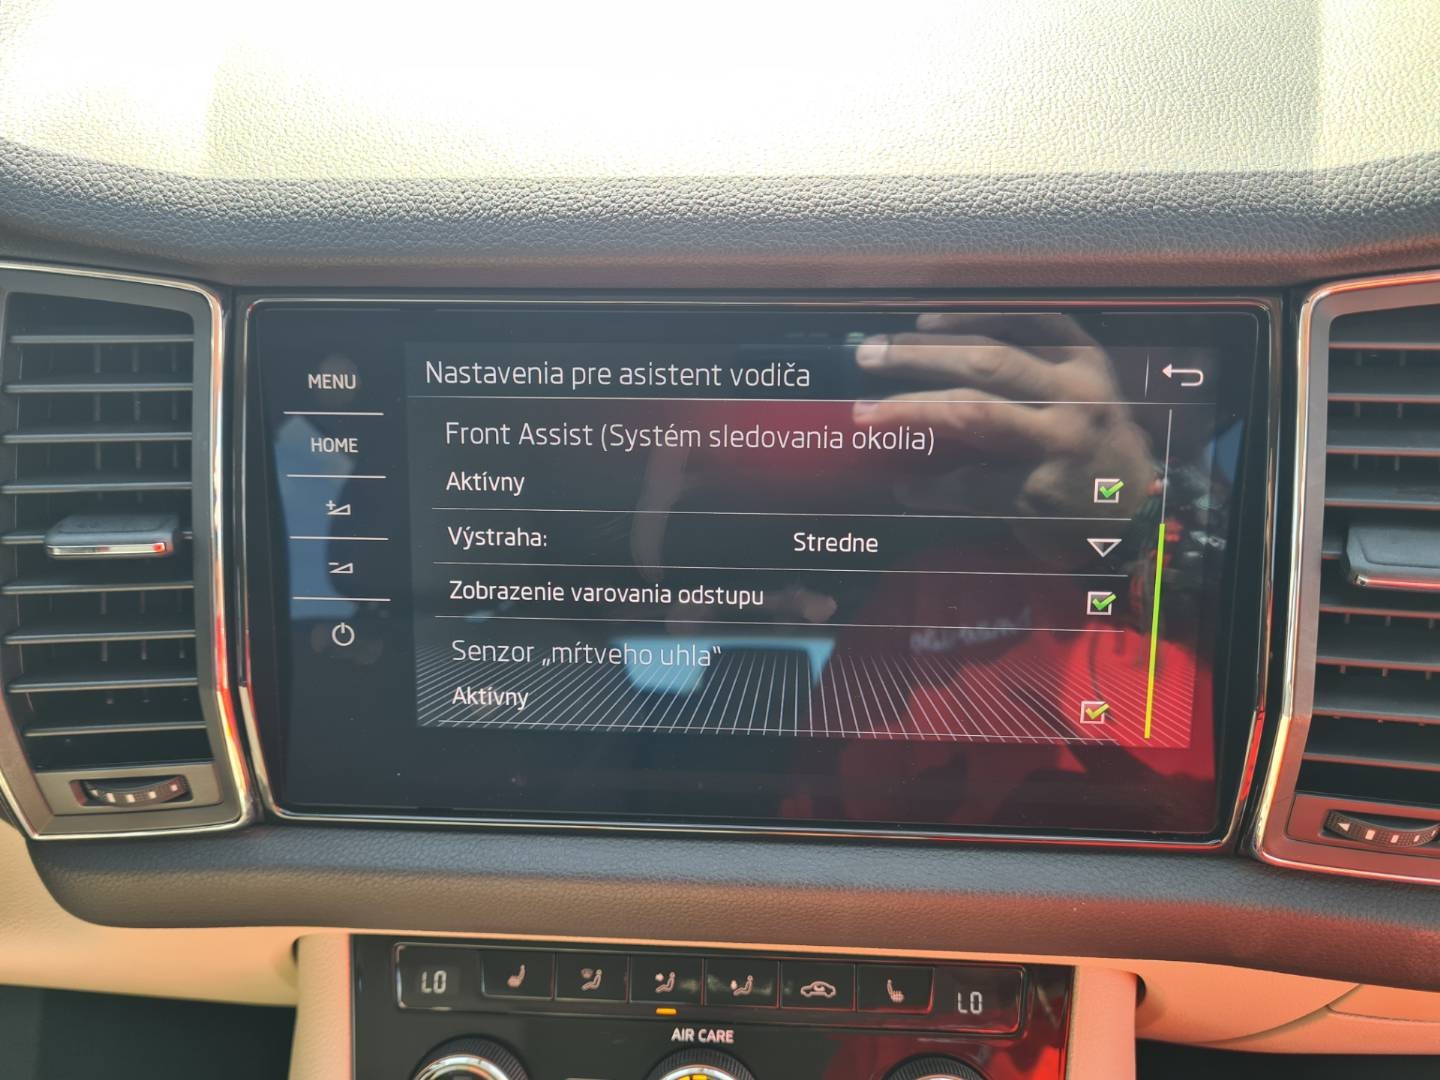 Nastavenia pre asistent vodiča
MENU
HOME
Front Assist (Systém sledovania okolia)
Aktívny
Výstraha: Stredne
Zobrazenie varovania odstupu
Senzor „mŕtveho uhla“
Aktívny
LO
LO
AIR CARE